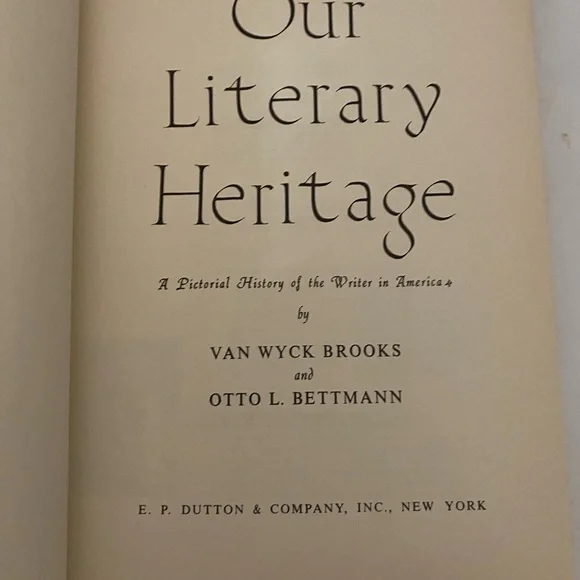 Our
Literary
Heritage
A Pictorial History of the Writer in America
by
VAN WYCK BROOKS
and
OTTO L. BETTMANN
E. P. DUTTON & COMPANY, INC., NEW YORK